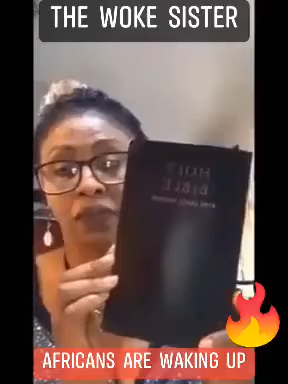 THE WOKE SISTER
HOLY
BIBLE
AFRICANS ARE WAKING UP